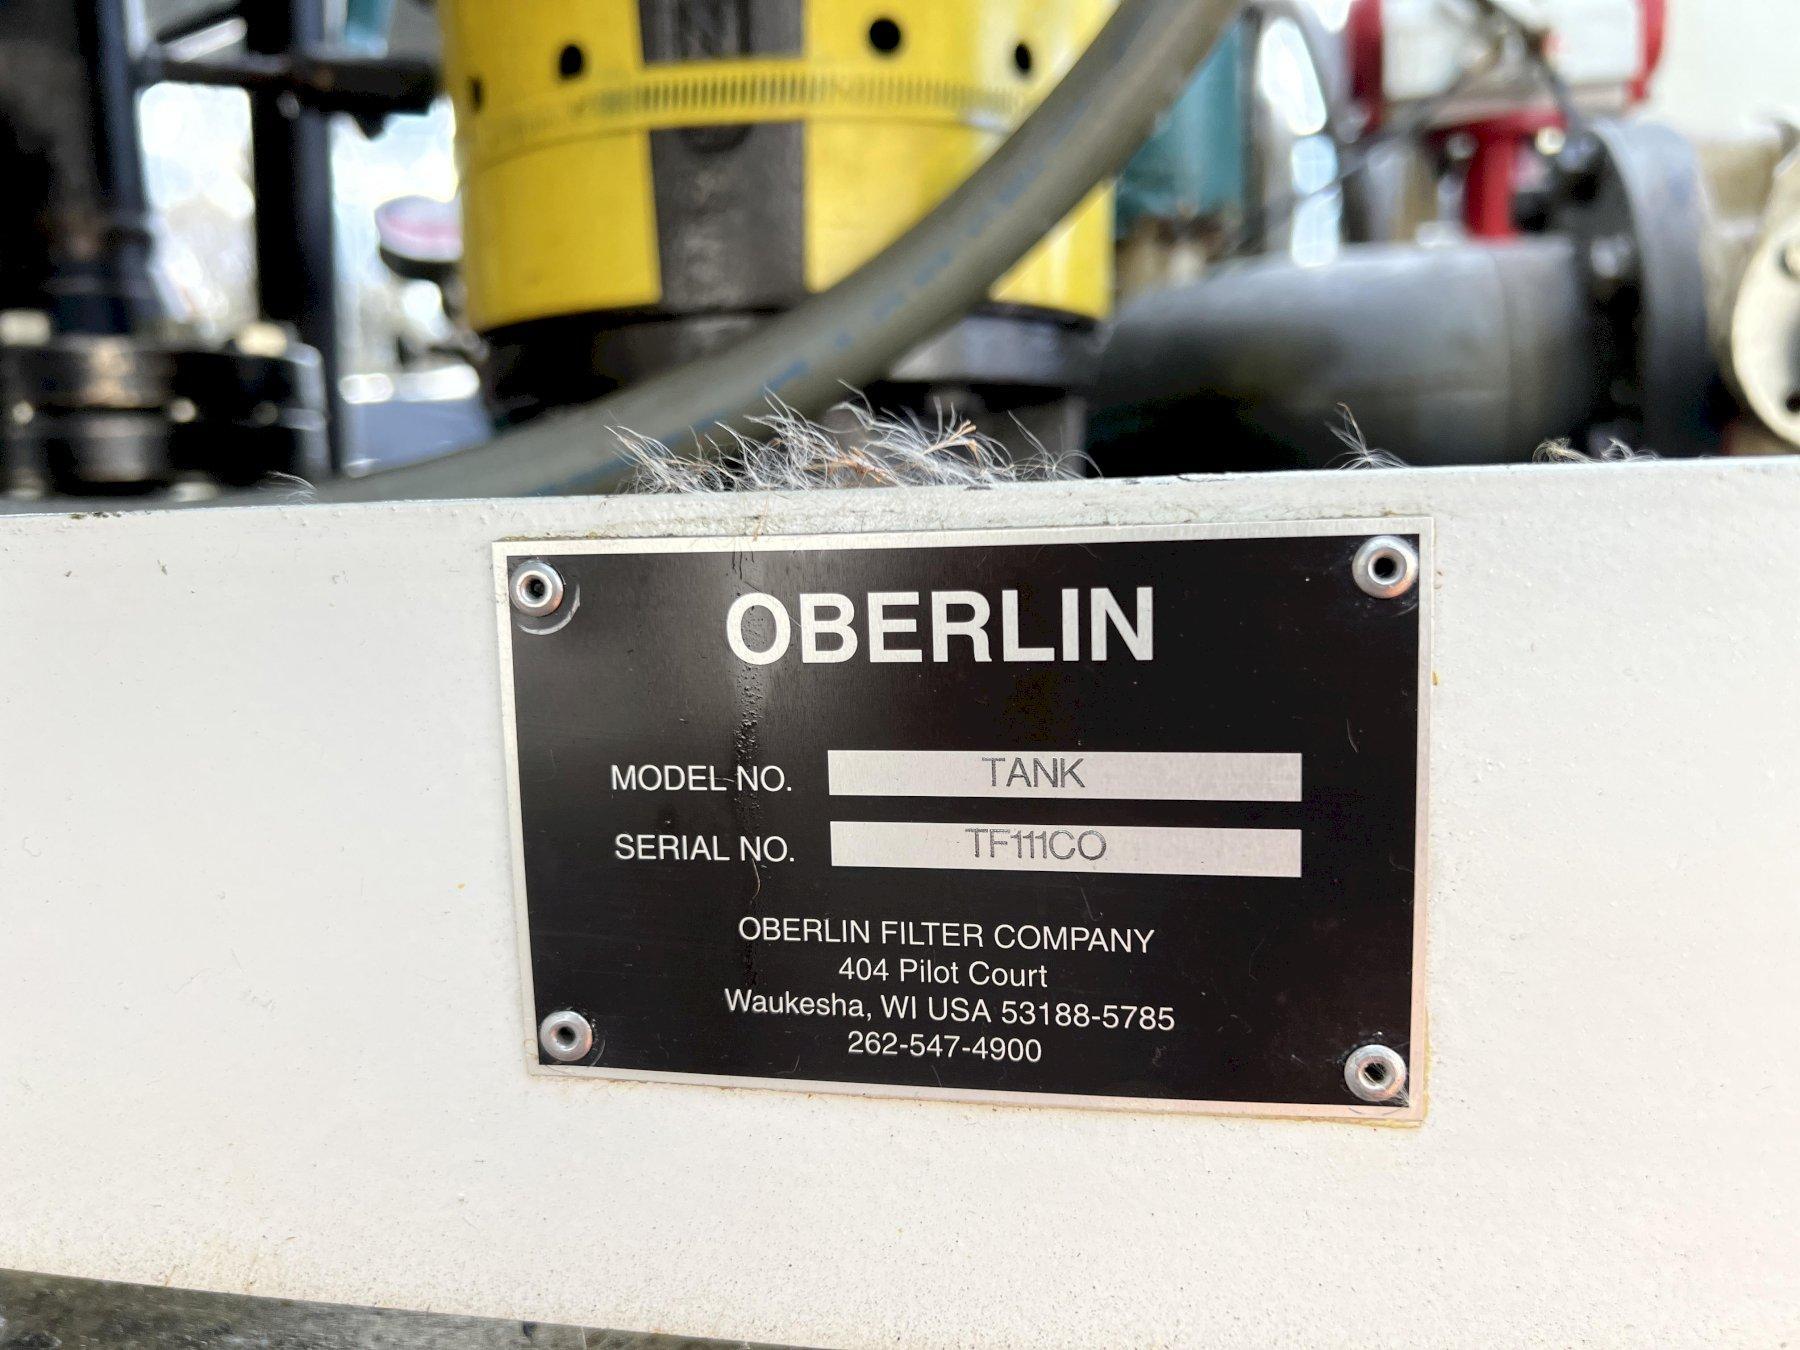 OBERLIN
MODEL NO. TANK
SERIAL NO. TF111CO
OBERLIN FILTER COMPANY
404 Pilot Court
Waukesha, WI USA 53188-5785
262-547-4900